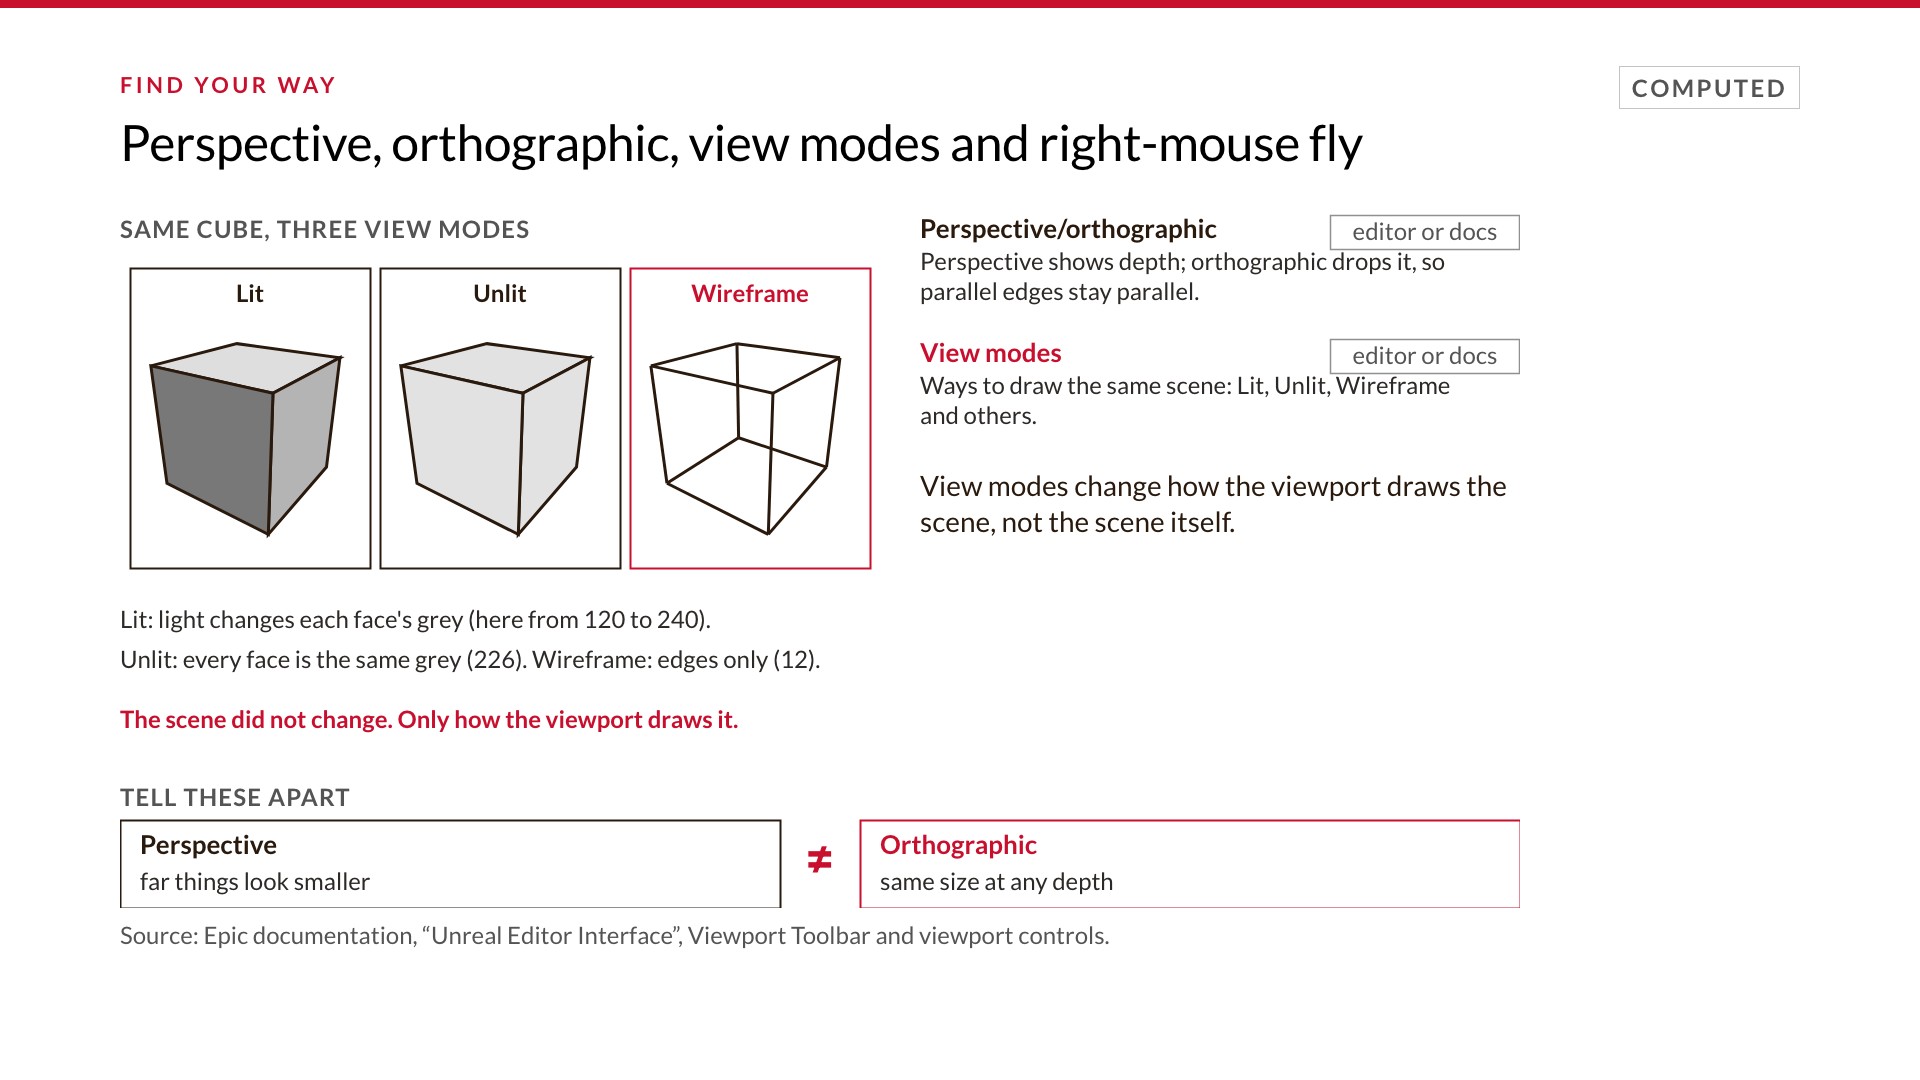 FIND YOUR WAY
COMPUTED
Perspective, orthographic, view modes and right-mouse fly
SAME CUBE, THREE VIEW MODES
Lit
Unlit
Wireframe
Lit: light changes each face's grey (here from 120 to 240).
Unlit: every face is the same grey (226). Wireframe: edges only (12).
The scene did not change. Only how the viewport draws it.
Perspective/orthographic
editor or docs
Perspective shows depth; orthographic drops it, so
parallel edges stay parallel.
View modes
editor or docs
Ways to draw the same scene: Lit, Unlit, Wireframe
and others.
View modes change how the viewport draws the
scene, not the scene itself.
TELL THESE APART
Perspective
far things look smaller
≠
Orthographic
same size at any depth
Source: Epic documentation, “Unreal Editor Interface”, Viewport Toolbar and viewport controls.